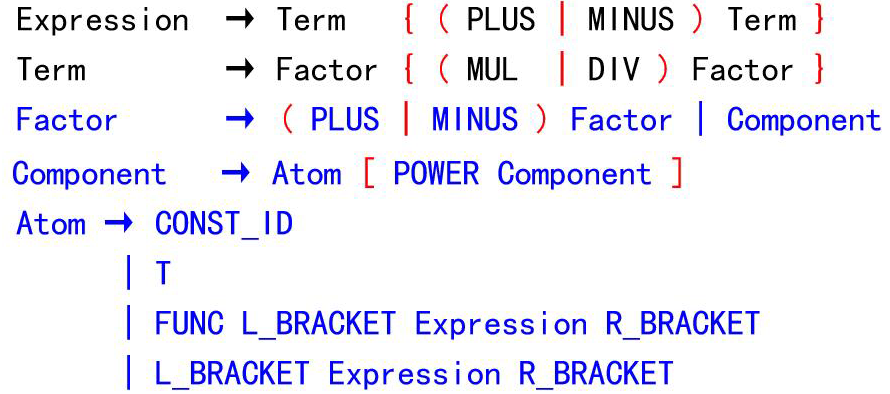 Expression → Term { ( PLUS | MINUS ) Term }
Term → Factor { ( MUL | DIV ) Factor }
Factor → ( PLUS | MINUS ) Factor | Component
Component → Atom [ POWER Component ]
Atom → CONST_ID
| T
| FUNC L_BRACKET Expression R_BRACKET
| L_BRACKET Expression R_BRACKET